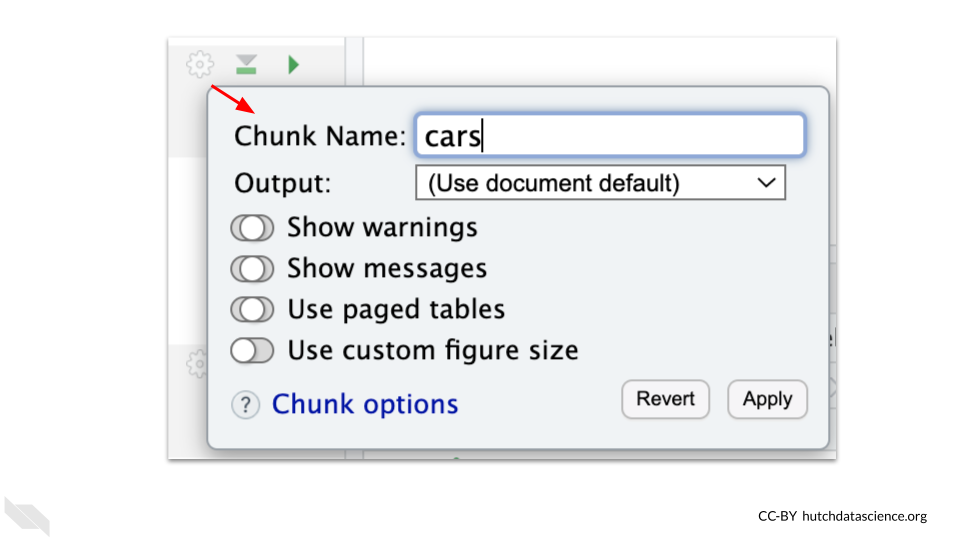 Chunk Name: cars
Output: (Use document default)
Show warnings
Show messages
Use paged tables
Use custom figure size
? Chunk options Revert Apply
CC-BY hutchdatascience.org